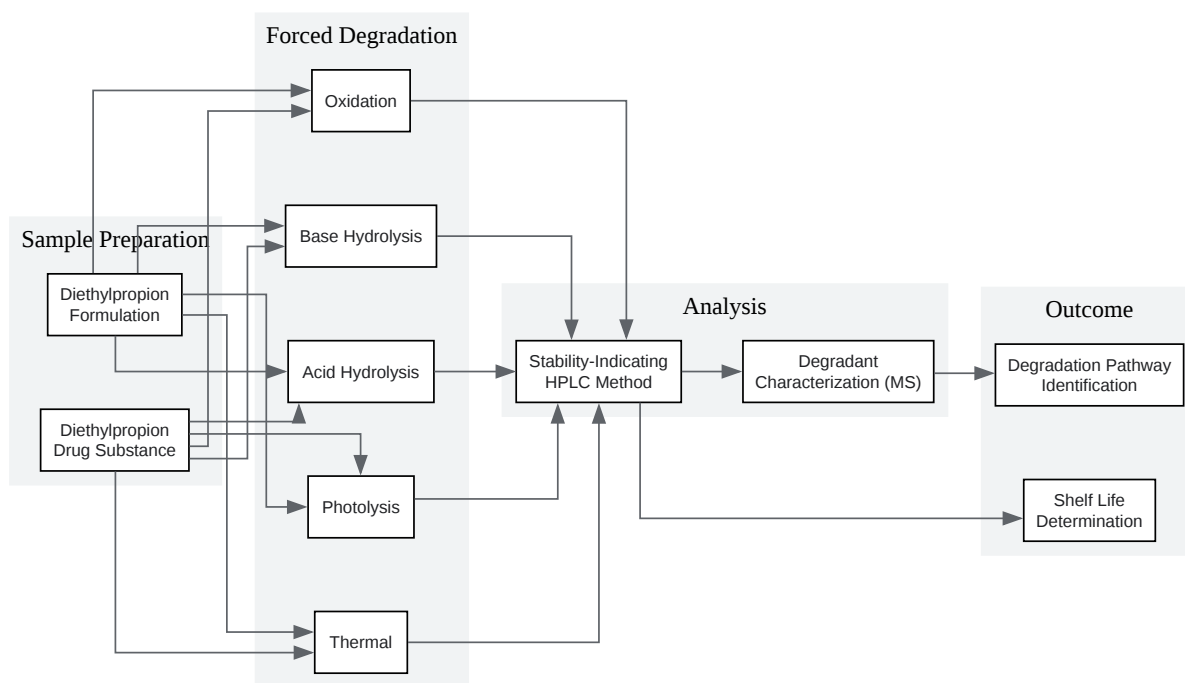 Forced Degradation
Oxidation
Base Hydrolysis
Acid Hydrolysis
Photolysis
Thermal
Sample Preparation
Diethylpropion
Formulation
Diethylpropion
Drug Substance
Analysis
Stability-Indicating
HPLC Method
Degradant
Characterization (MS)
Outcome
Degradation Pathway
Identification
Shelf Life
Determination